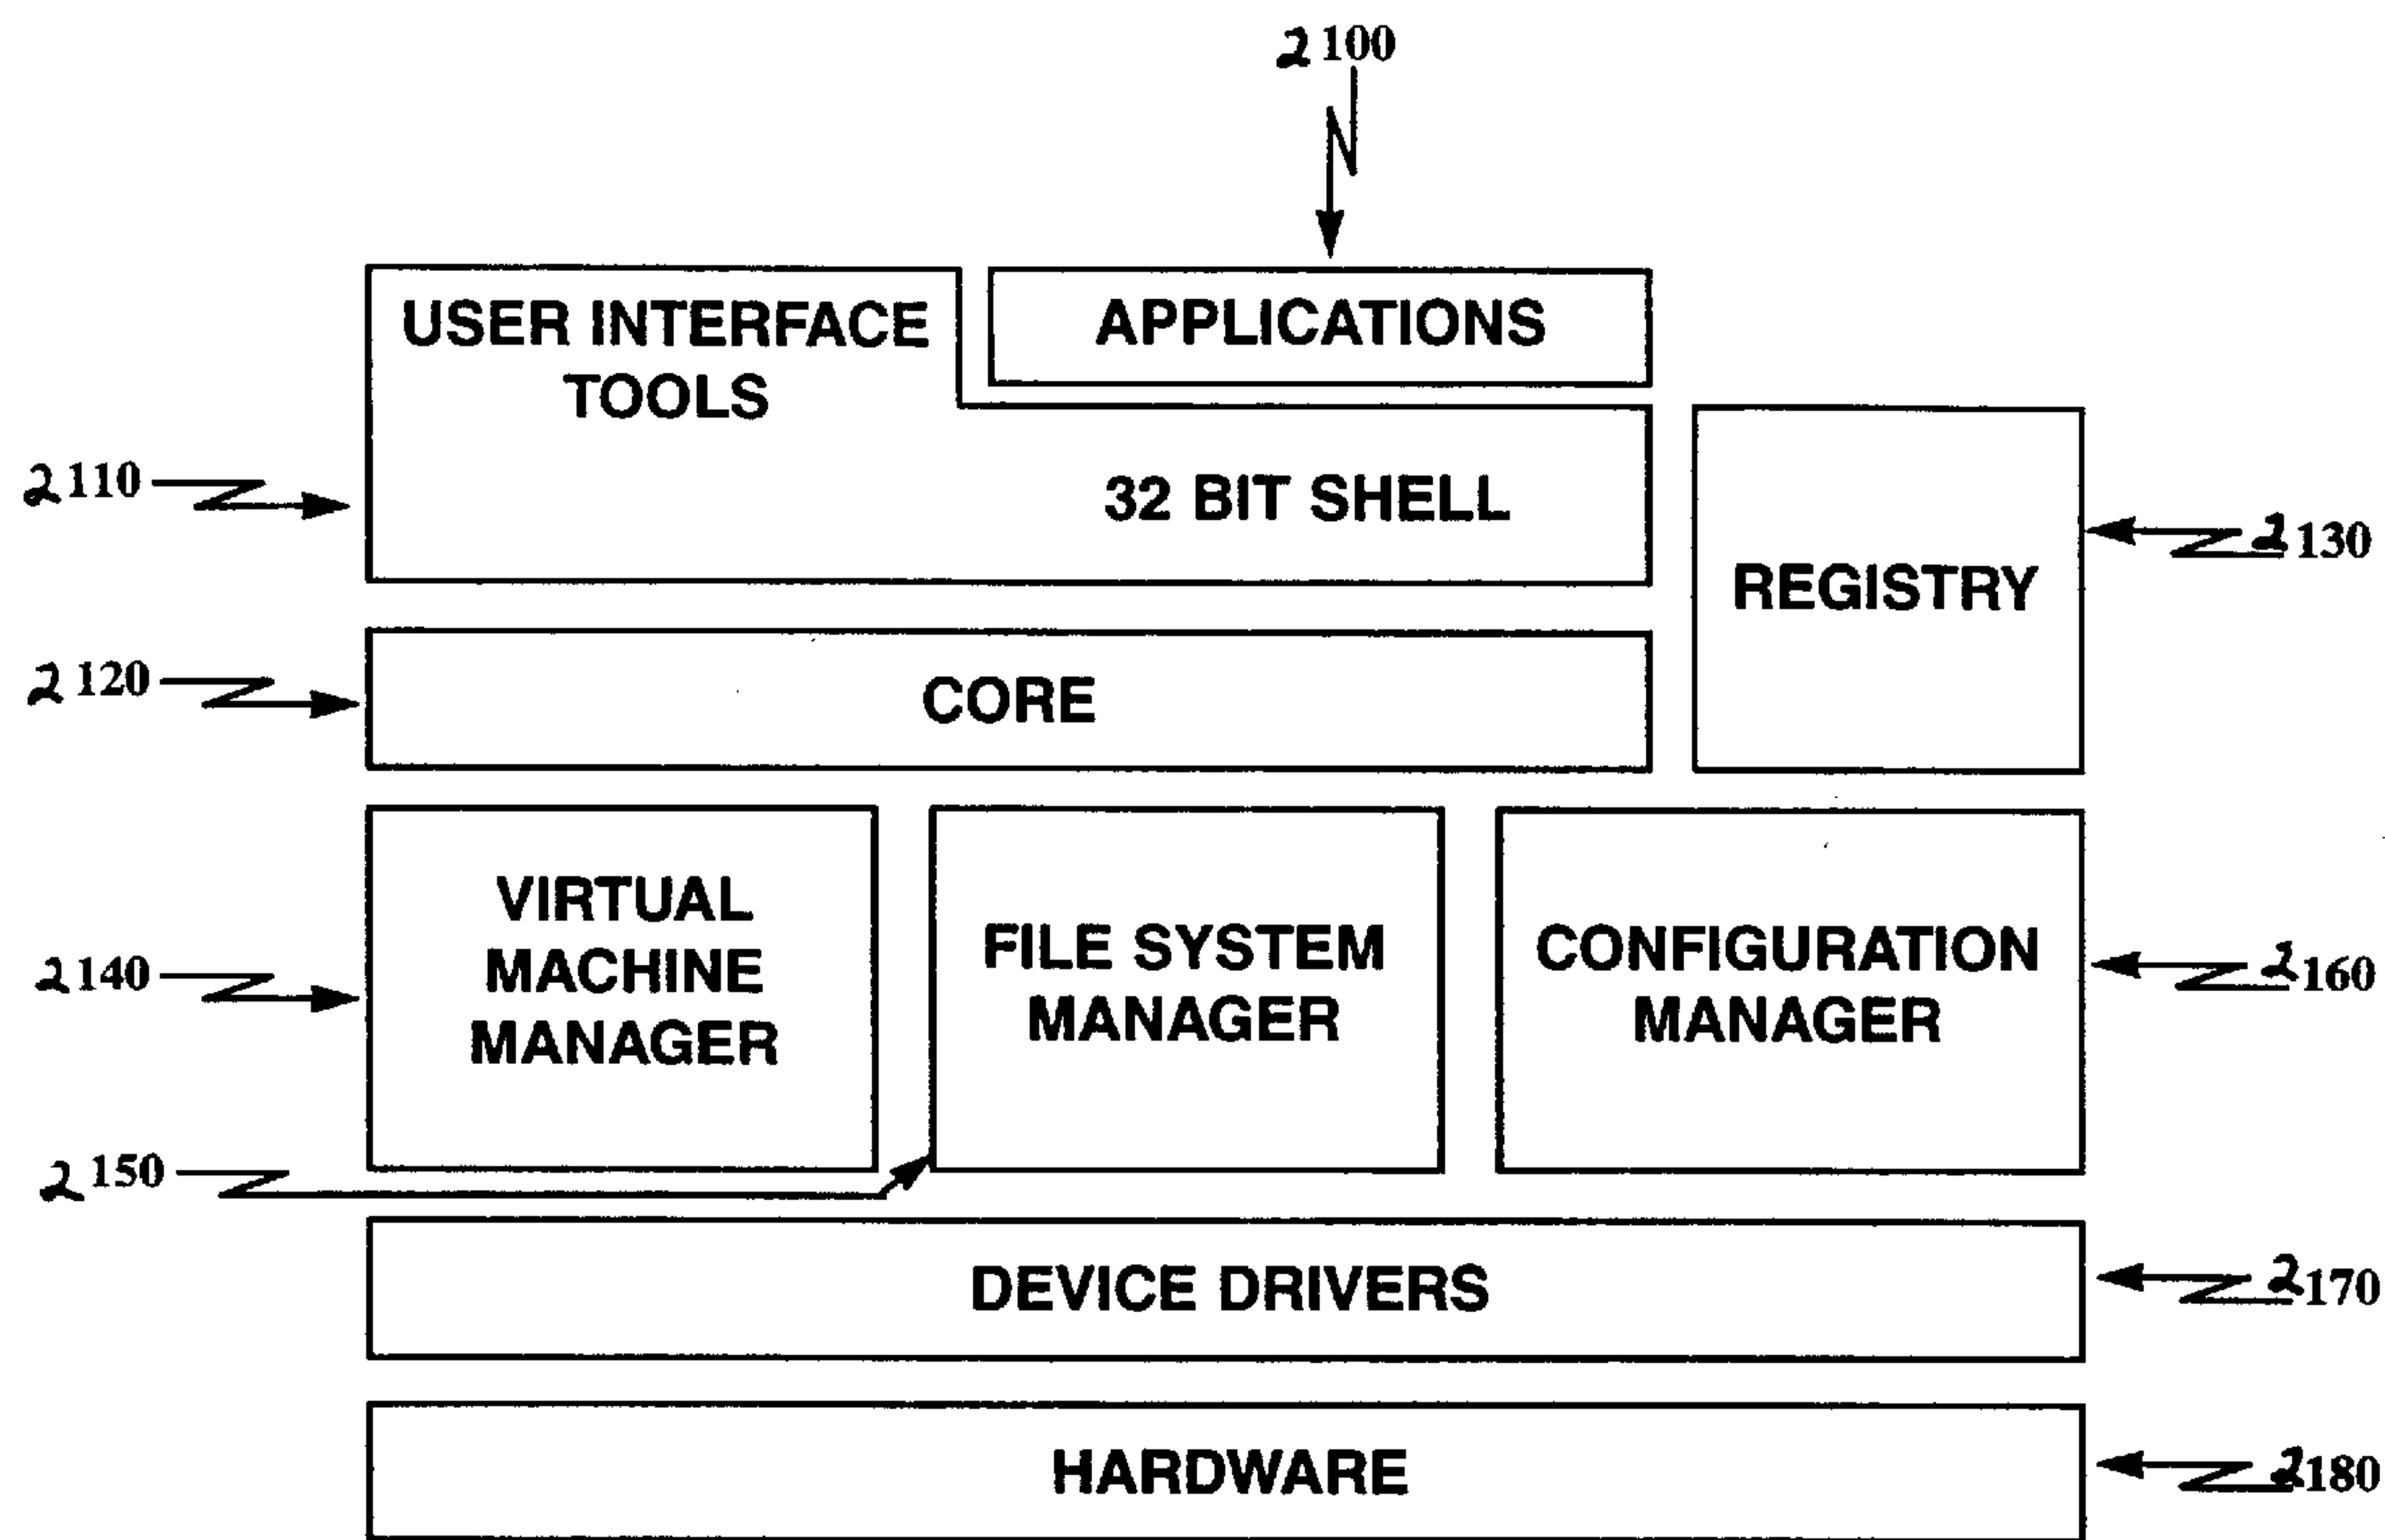 2100
USER INTERFACE
TOOLS
APPLICATIONS
2110
32 BIT SHELL
2130
REGISTRY
2120
CORE
VIRTUAL
MACHINE
MANAGER
FILE SYSTEM
MANAGER
CONFIGURATION
MANAGER
2140
2160
2150
DEVICE DRIVERS
2170
HARDWARE
2180